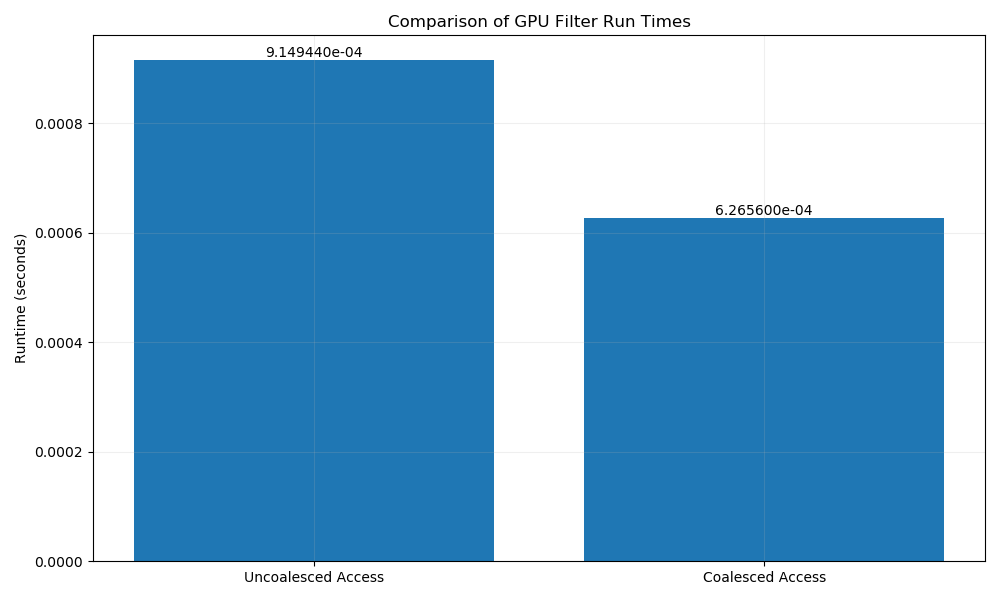 Comparison of GPU Filter Run Times
9.149440e-04
6.265600e-04
0.0008
0.0006
0.0004
0.0002
0.0000
Runtime (seconds)
Uncoalesced Access
Coalesced Access